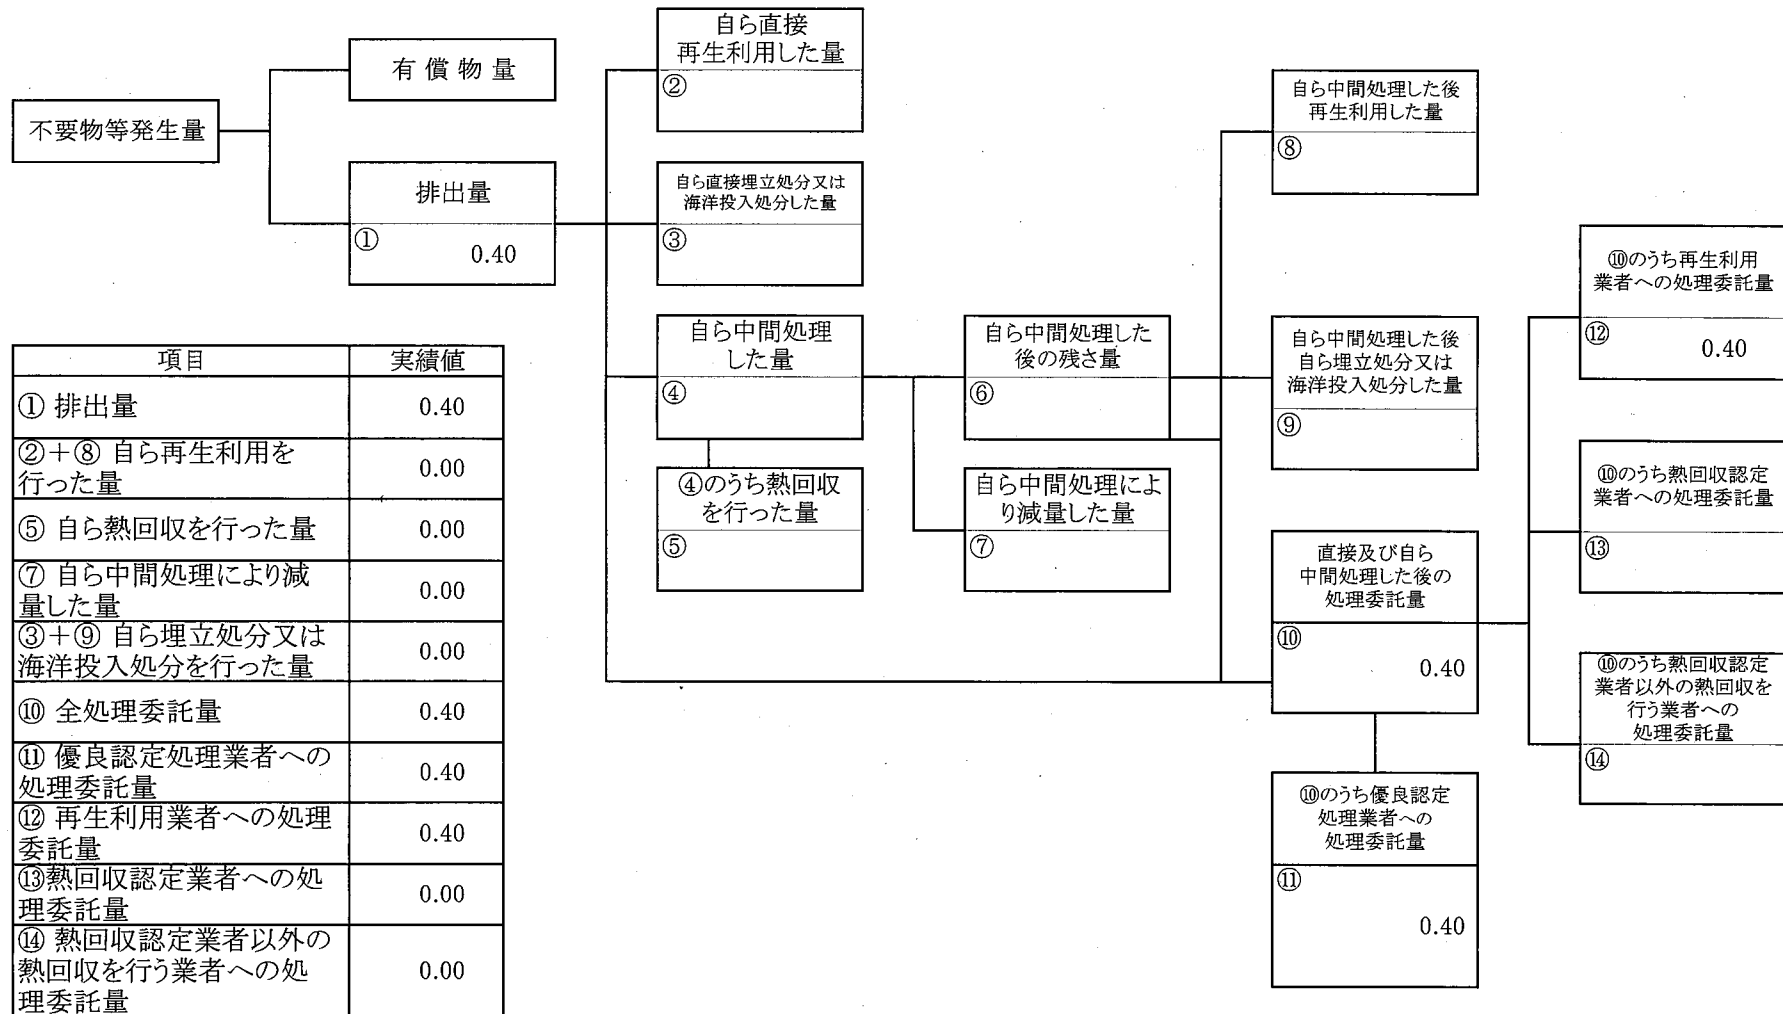 不要物等発生量
有償物量
排出量
①
0.40
自ら直接
再生利用した量
②
自ら直接埋立処分又は
海洋投入処分した量
③
自ら中間処理
した量
④
④のうち熱回収
を行った量
⑤
自ら中間処理した
後の残さ量
⑥
自ら中間処理によ
り減量した量
⑦
自ら中間処理した後
再生利用した量
⑧
自ら中間処理した後
自ら埋立処分又は
海洋投入処分した量
⑨
直接及び自ら
中間処理した後の
処理委託量
⑩
0.40
⑩のうち優良認定
処理業者への
処理委託量
⑪
0.40
⑩のうち再生利用
業者への処理委託量
⑫
0.40
⑩のうち熱回収認定
業者への処理委託量
⑬
⑩のうち熱回収認定
業者以外の熱回収を
行う業者への
処理委託量
⑭
項目 実績値
① 排出量 0.40
②+⑧ 自ら再生利用を
行った量 0.00
⑤ 自ら熱回収を行った量 0.00
⑦ 自ら中間処理により減
量した量 0.00
③+⑨ 自ら埋立処分又は
海洋投入処分を行った量 0.00
⑩ 全処理委託量 0.40
⑪ 優良認定処理業者への
処理委託量 0.40
⑫ 再生利用業者への処理
委託量 0.40
⑬熱回収認定業者への処
理委託量 0.00
⑭ 熱回収認定業者以外の
熱回収を行う業者への処
理委託量 0.00